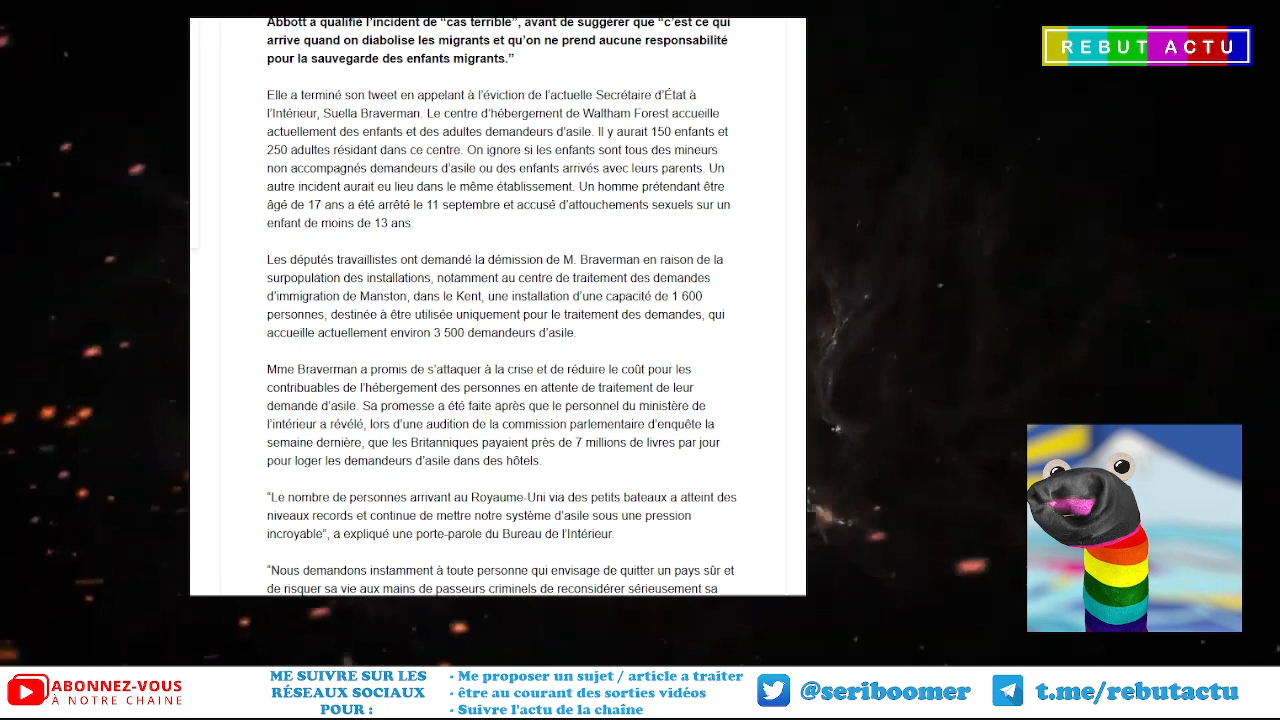 Abbott a qualifié l’incident de “cas terrible”, avant de suggérer que “c’est ce qui
arrive quand on diabolise les migrants et qu’on ne prend aucune responsabilité
pour la sauvegarde des enfants migrants.”
Elle a terminé son tweet en appelant à l’éviction de l’actuelle Secrétaire d’État à
l’Intérieur, Suella Braverman. Le centre d’hébergement de Waltham Forest accueille
actuellement des enfants et des adultes demandeurs d’asile. Il y aurait 150 enfants et
250 adultes résidant dans ce centre. On ignore si les enfants sont tous des mineurs
non accompagnés demandeurs d’asile ou des enfants arrivés avec leurs parents. Un
autre incident aurait eu lieu dans le même établissement. Un homme prétendant être
âgé de 17 ans a été arrêté le 11 septembre et accusé d’attouchements sexuels sur un
enfant de moins de 13 ans.
Les députés travaillistes ont demandé la démission de M. Braverman en raison de la
surpopulation des installations, notamment au centre de traitement des demandes
d’immigration de Manston, dans le Kent, une installation d’une capacité de 1 600
personnes, destinée à être utilisée uniquement pour le traitement des demandes, qui
accueille actuellement environ 3 500 demandeurs d’asile.
Mme Braverman a promis de s’attaquer à la crise et de réduire le coût pour les
contribuables de l’hébergement des personnes en attente de traitement de leur
demande d’asile. Sa promesse a été faite après que le personnel du ministère de
l’intérieur a révélé, lors d’une audition de la commission parlementaire d’enquête la
semaine dernière, que les Britanniques payaient près de 7 millions de livres par jour
pour loger les demandeurs d’asile dans des hôtels.
“Le nombre de personnes arrivant au Royaume-Uni via des petits bateaux a atteint des
niveaux records et continue de mettre notre système d’asile sous une pression
incroyable”, a expliqué une porte-parole du Bureau de l’Intérieur.
“Nous demandons instamment à toute personne qui envisage de quitter un pays sûr et
de risquer sa vie aux mains de passeurs criminels de reconsidérer sérieusement sa
REBUT ACTU
ABONNEZ-VOUS
À NOTRE CHAINE
ME SUIVRE SUR LES
RÉSEAUX SOCIAUX
POUR :
- Me proposer un sujet / article a traiter
- être au courant des sorties vidéos
- Suivre l'actu de la chaîne
@seriboomer
t.me/rebutactu